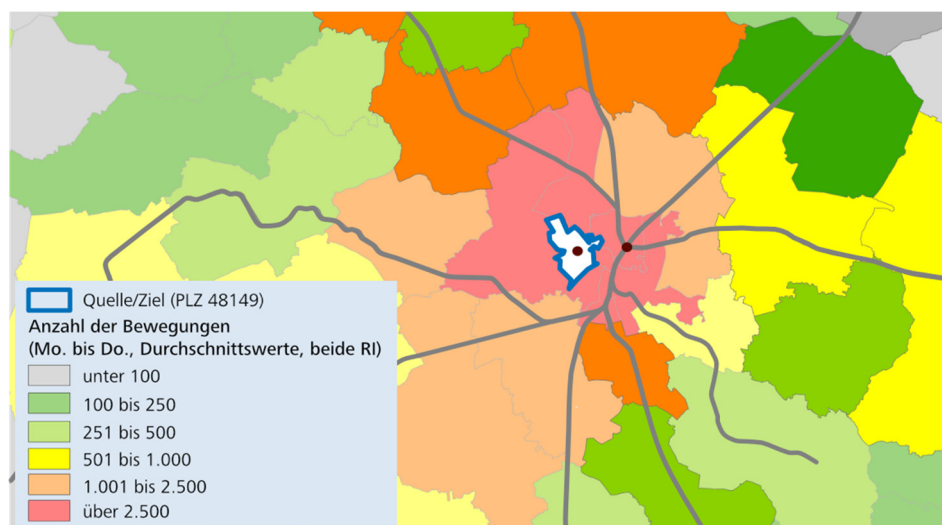 Quelle/Ziel (PLZ 48149)
Anzahl der Bewegungen
(Mo. bis Do., Durchschnittswerte, beide RI)
unter 100
100 bis 250
251 bis 500
501 bis 1.000
1.001 bis 2.500
über 2.500